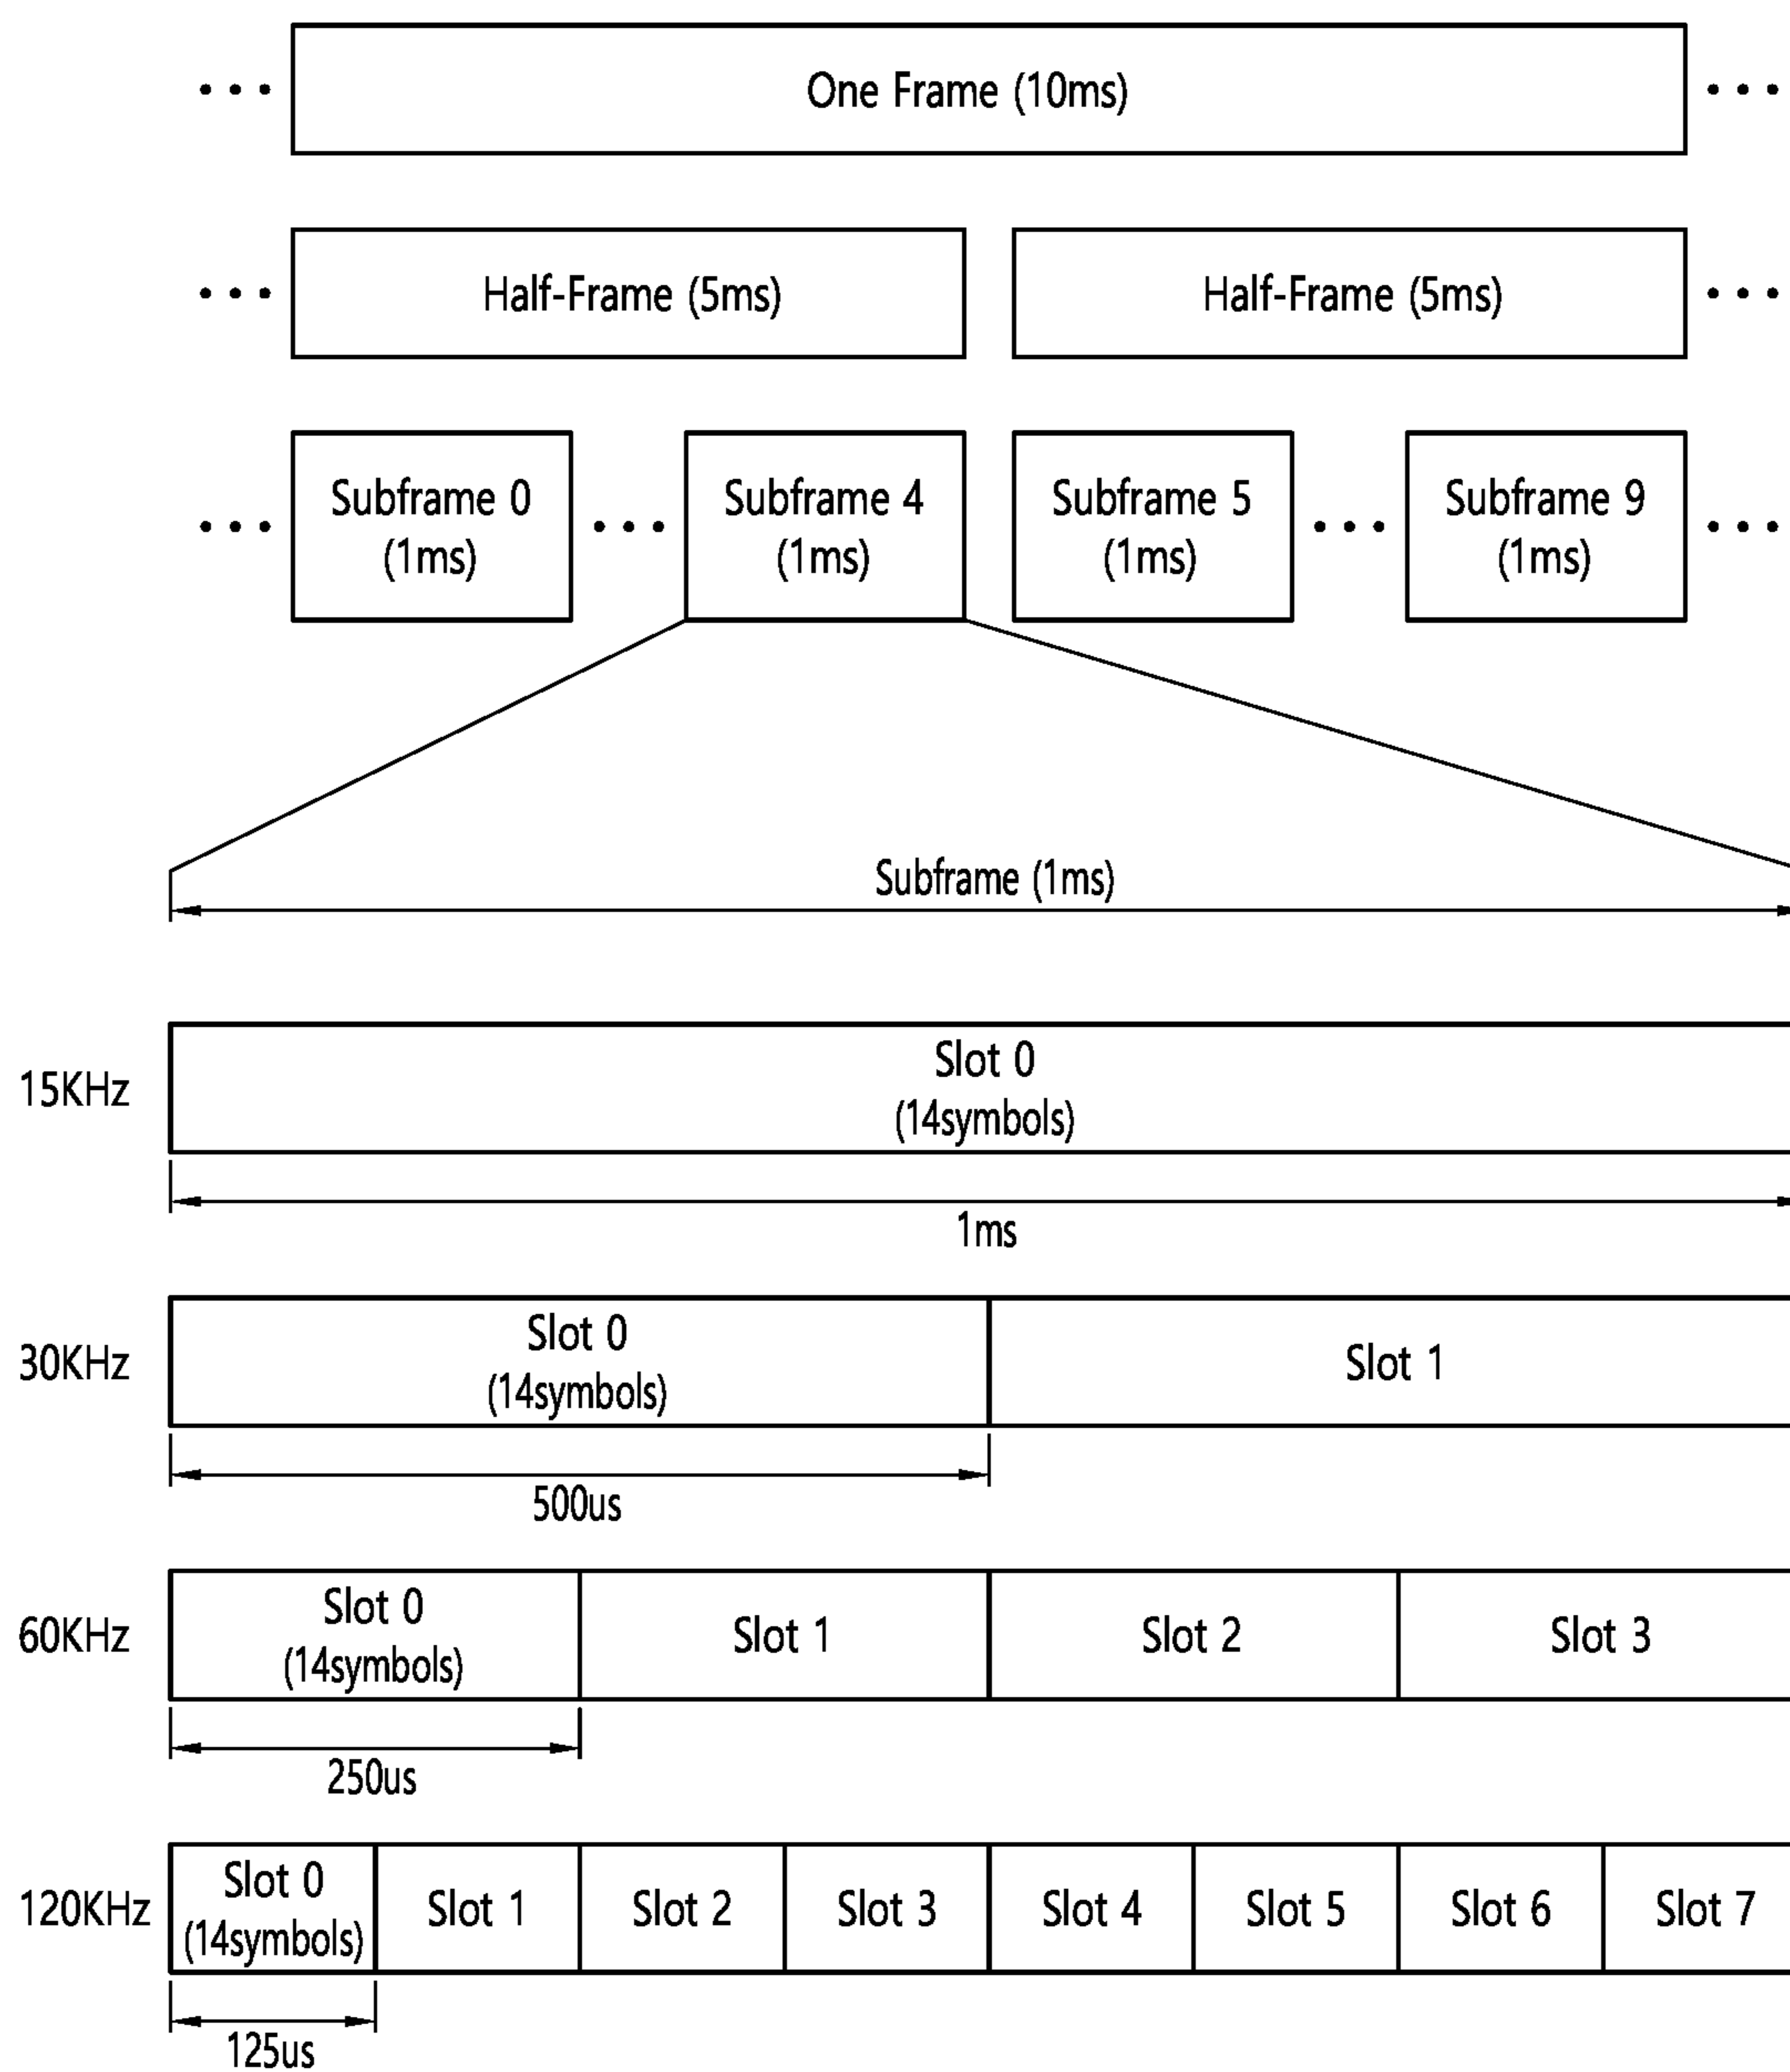 One Frame (10ms)
Half-Frame (5ms) Half-Frame (5ms)
Subframe 0 Subframe 4 Subframe 5 Subframe 9
(1ms) (1ms) (1ms) (1ms)
Subframe (1ms)
15KHz
Slot 0
(14symbols)
1ms
30KHz
Slot 0
(14symbols)
Slot 1
500us
60KHz
Slot 0
(14symbols)
Slot 1
Slot 2
Slot 3
250us
120KHz
Slot 0
(14symbols)
Slot 1
Slot 2
Slot 3
Slot 4
Slot 5
Slot 6
Slot 7
125us